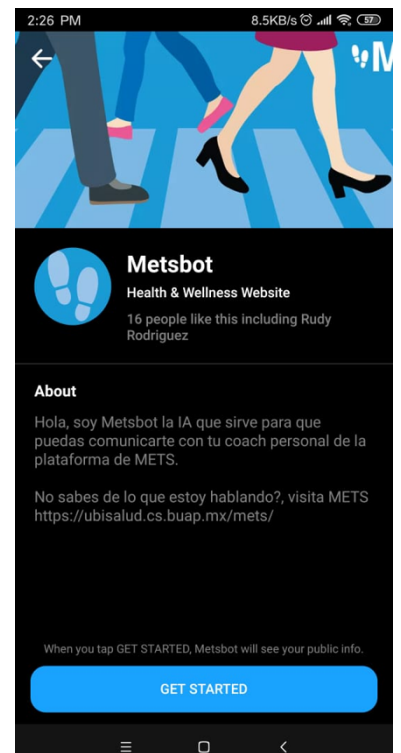 2:26 PM 8.5KB/s 57
M
Metsbot
Health & Wellness Website
16 people like this including Rudy
Rodriguez
About
Hola, soy Metsbot la IA que sirve para que
puedas comunicarte con tu coach personal de la
plataforma de METS.
No sabes de lo que estoy hablando?, visita METS
https://ubisalud.cs.buap.mx/mets/
When you tap GET STARTED, Metsbot will see your public info.
GET STARTED